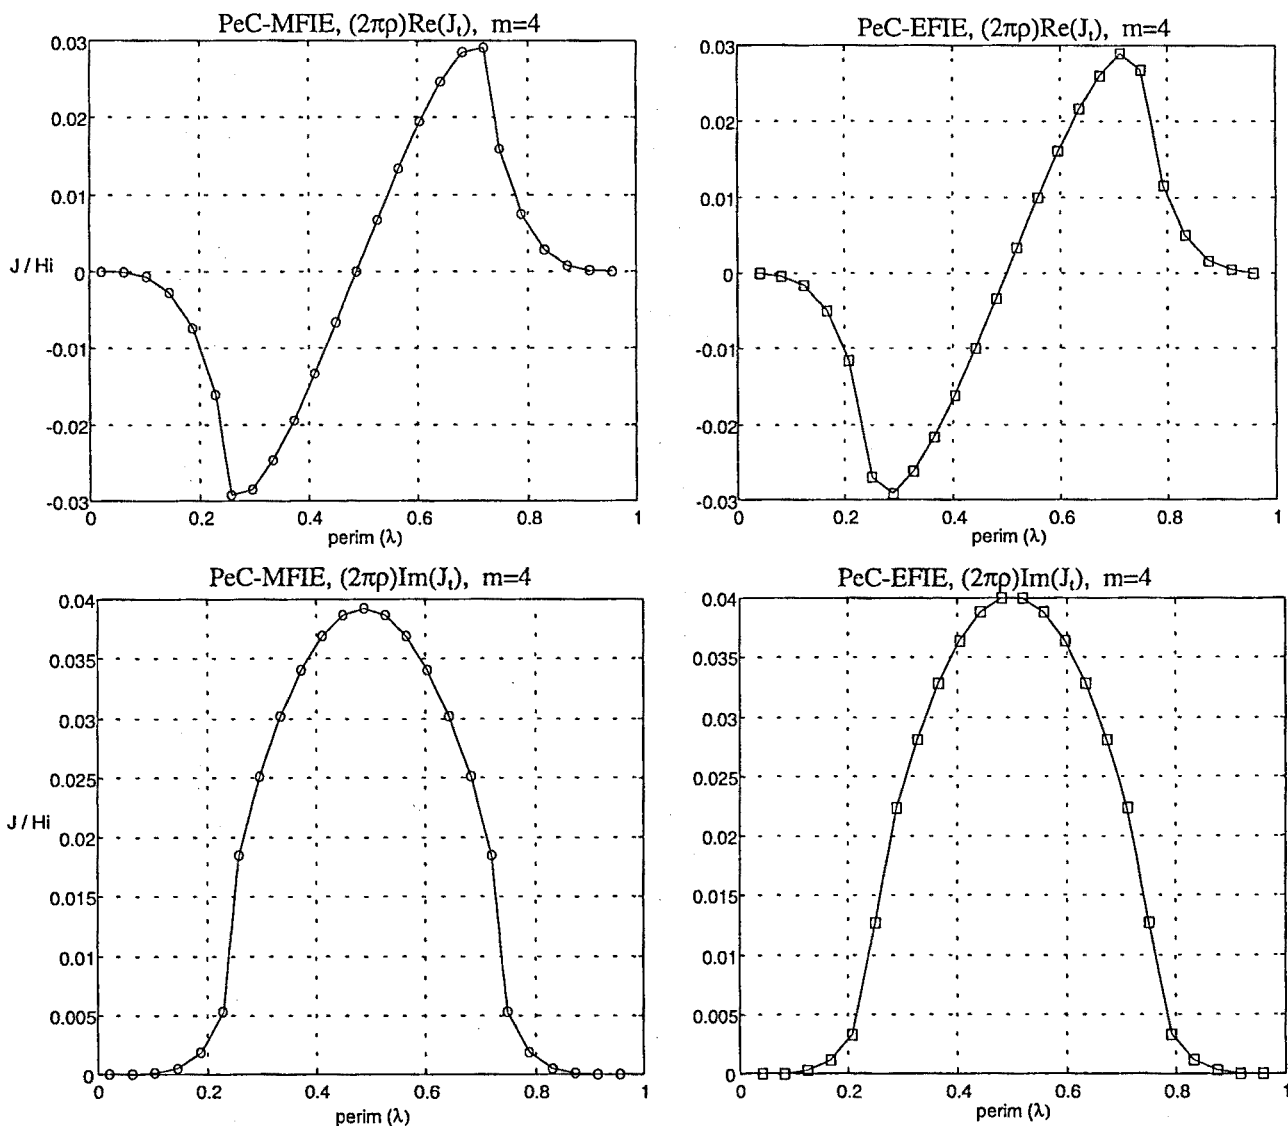 PeC-MFIE, (2πρ)Re(Jₜ), m=4
0.03
0.02
0.01
J / Hi
0
-0.01
-0.02
-0.03
0 0.2 0.4 0.6 0.8 1
perim (λ)
PeC-EFIE, (2πρ)Re(Jₜ), m=4
0.03
0.02
0.01
0
-0.01
-0.02
-0.03
0 0.2 0.4 0.6 0.8 1
perim (λ)
PeC-MFIE, (2πρ)Im(Jₜ), m=4
0.04
0.035
0.03
0.025
J / Hi
0.02
0.015
0.01
0.005
0
0 0.2 0.4 0.6 0.8 1
perim (λ)
PeC-EFIE, (2πρ)Im(Jₜ), m=4
0.04
0.035
0.03
0.025
0.02
0.015
0.01
0.005
0
0 0.2 0.4 0.6 0.8 1
perim (λ)